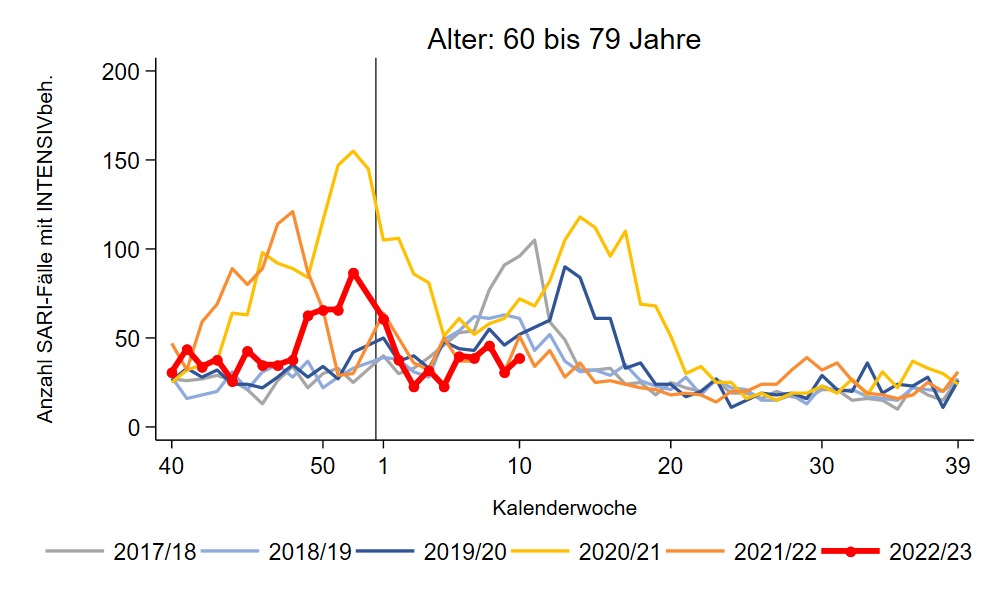 Alter: 60 bis 79 Jahre
Anzahl SARI-Fälle mit INTENSIVbeh.
200
150
100
50
0
40 50 1 10 20 30 39
Kalenderwoche
2017/18 2018/19 2019/20 2020/21 2021/22 2022/23